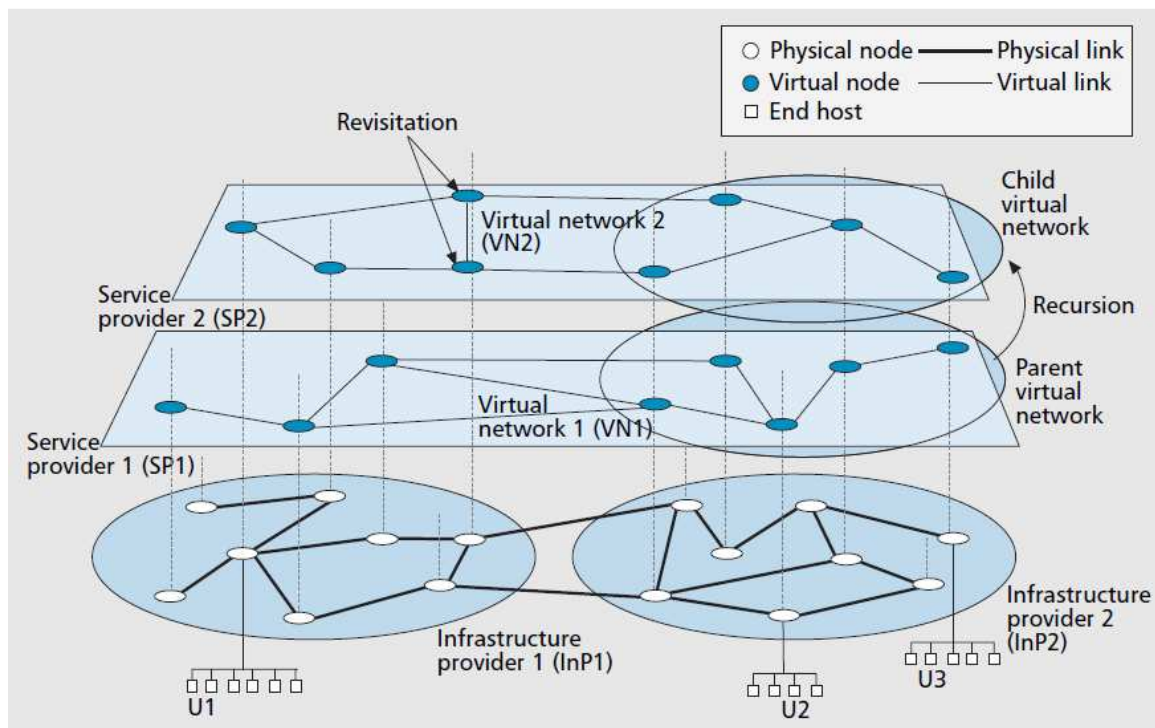 Physical node
Physical link
Virtual node
Virtual link
End host
Revisitation
Child
virtual
network
Virtual network 2
(VN2)
Service
provider 2 (SP2)
Recursion
Parent
virtual
network
Virtual
network 1 (VN1)
Service
provider 1 (SP1)
Infrastructure
provider 1 (InP1)
Infrastructure
provider 2
(InP2)
U1
U2
U3